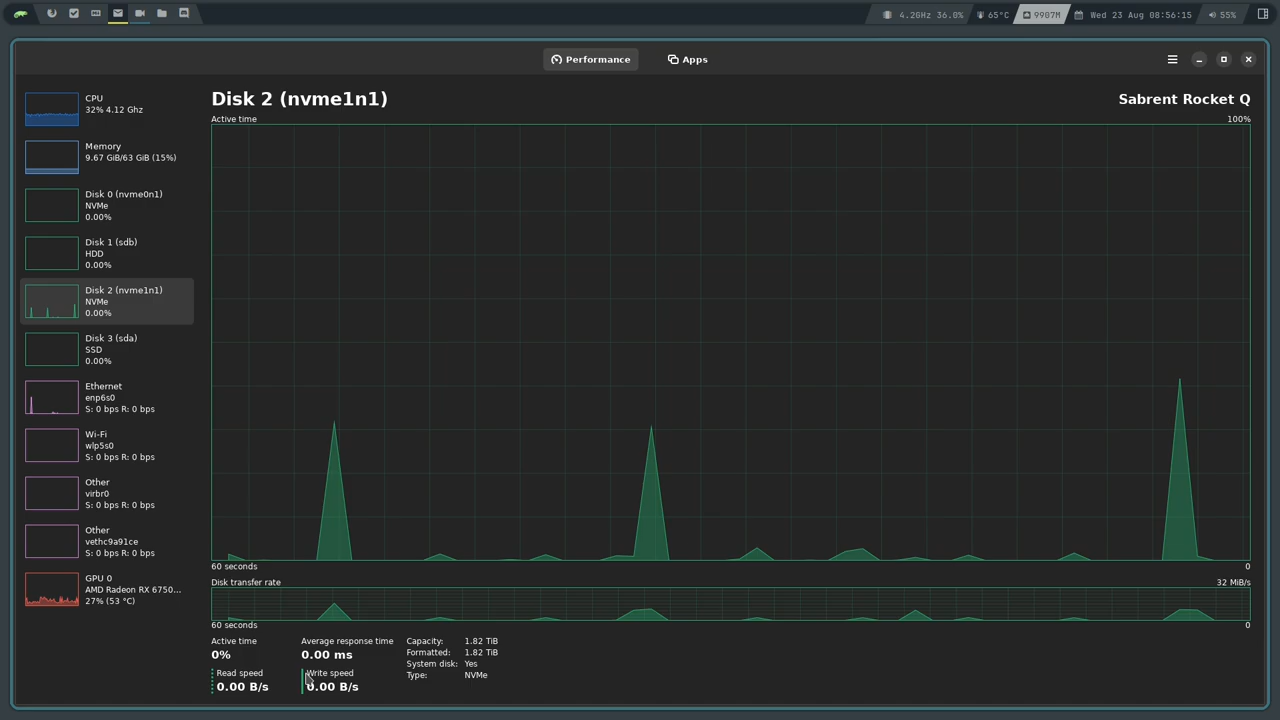 4.2GHz 36.0%
65°C
9907M
Wed 23 Aug 08:56:15
55%
Performance
Apps
CPU
32% 4.12 Ghz
Memory
9.67 GiB/63 GiB (15%)
Disk 0 (nvme0n1)
NVMe
0.00%
Disk 1 (sdb)
HDD
0.00%
Disk 2 (nvme1n1)
NVMe
0.00%
Disk 3 (sda)
SSD
0.00%
Ethernet
enp6s0
S: 0 bps R: 0 bps
Wi-Fi
wlp5s0
S: 0 bps R: 0 bps
Other
virbr0
S: 0 bps R: 0 bps
Other
vethc9a91ce
S: 0 bps R: 0 bps
GPU 0
AMD Radeon RX 6750...
27% (53 °C)
Disk 2 (nvme1n1)
Sabrent Rocket Q
Active time
100%
60 seconds
0
Disk transfer rate
32 MiB/s
60 seconds
0
Active time
0%
Average response time
0.00 ms
Read speed
0.00 B/s
Write speed
0.00 B/s
Capacity: 1.82 TiB
Formatted: 1.82 TiB
System disk: Yes
Type: NVMe